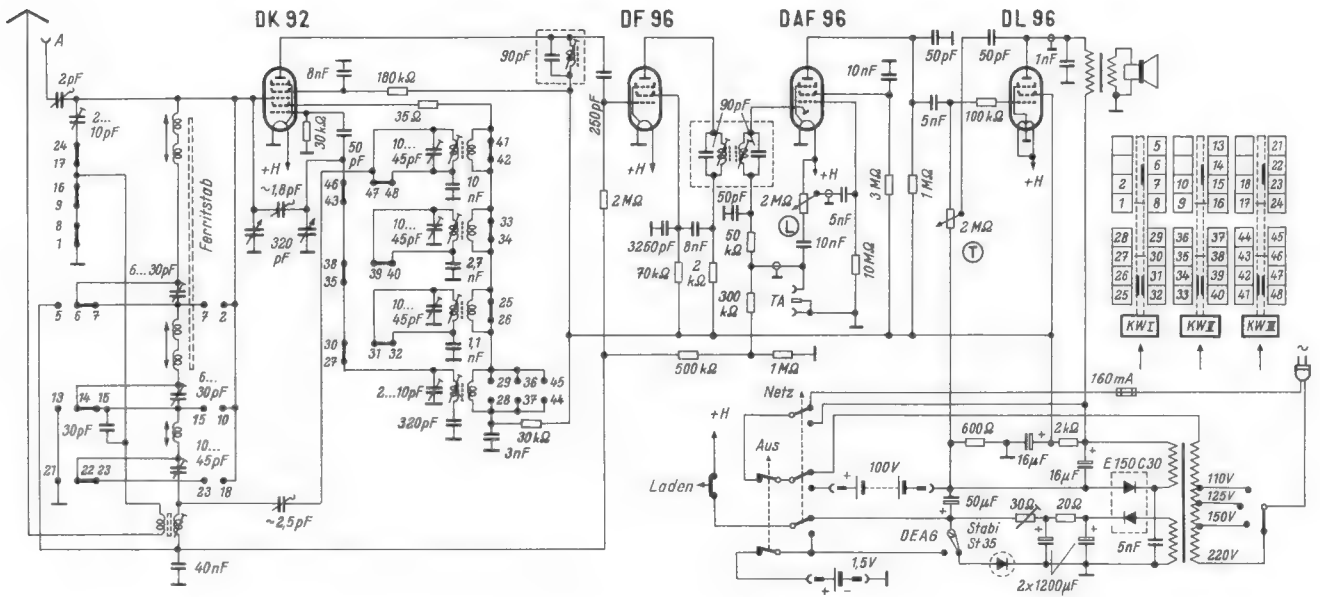 DK 92
DF 96
DAF 96
DL 96
A
2pF
2...
10pF
24
17
16
9
8
1
Ferritstab
6...30pF
5
6
7
7
2
6...
30pF
13
14
15
15
10
30pF
10...
45pF
21
22
23
23
18
~2,5pF
40nF
8nF
180kΩ
90pF
30kΩ
50
pF
35Ω
+H
~1,8pF
320
pF
46
43
38
35
30
27
10...
45pF
47
48
10
nF
41
42
10...
45pF
39
40
2,7
nF
33
34
10...
45pF
31
32
1,1
nF
25
26
2...10pF
320pF
29
36
45
28
37
44
30kΩ
3nF
250pF
2MΩ
+H
3260pF
8nF
70kΩ
2
kΩ
90pF
50pF
50
kΩ
300
kΩ
500kΩ
1MΩ
10nF
+H
2MΩ
L
5nF
10nF
10MΩ
3MΩ
TA
50pF
5nF
1MΩ
100kΩ
50pF
1nF
+H
2MΩ
T
5
13
21
6
14
22
2
7
10
15
18
23
1
8
9
16
17
24
28
29
36
37
44
45
27
30
35
38
43
46
26
31
34
39
42
47
25
32
33
40
41
48
KW I
KW II
KW III
~
160mA
Netz
Aus
+H
Laden
100V
+
-
600Ω
16µF
+
2kΩ
16µF
+
E150C30
50µF
+
30Ω
20Ω
DEAG
Stabi
St 35
2x1200µF
5nF
1,5V
+
-
110V
125V
150V
220V